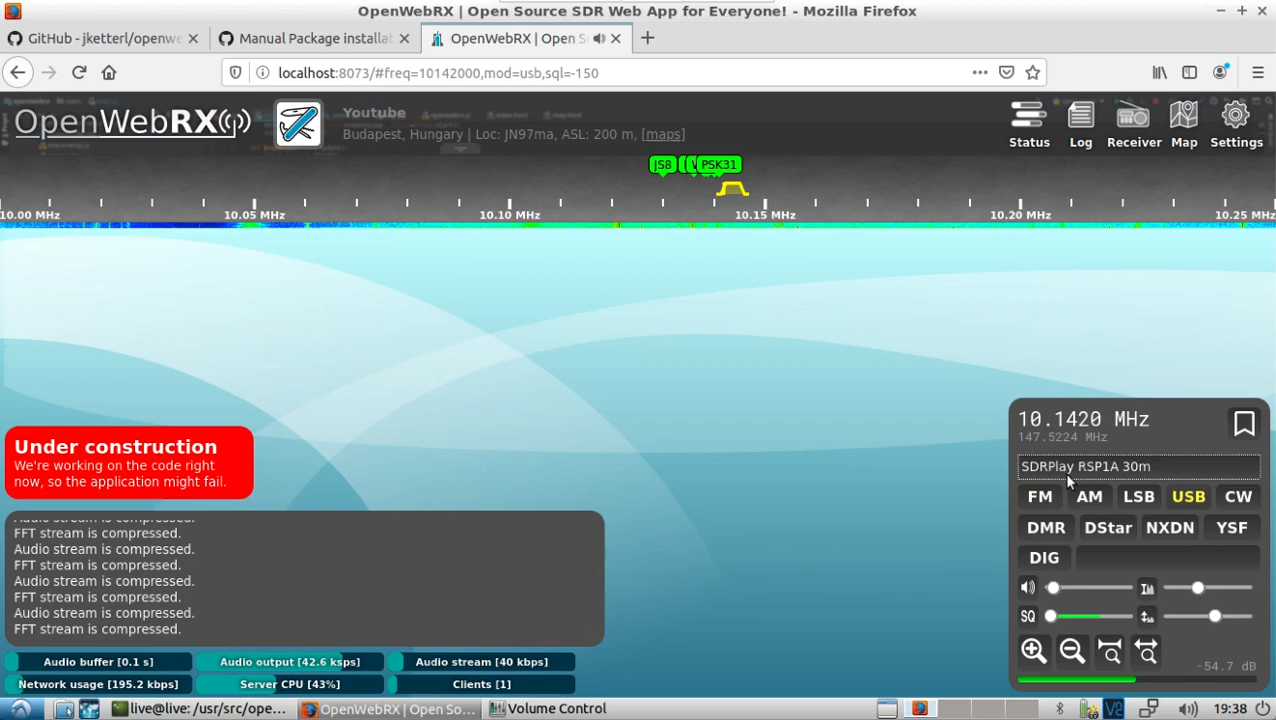 OpenWebRX | Open Source SDR Web App for Everyone! - Mozilla Firefox
GitHub - jketterl/openwe
Manual Package installat
OpenWebRX | Open S
localhost:8073/#freq=10142000,mod=usb,sql=-150
OpenWebRX
Youtube
Budapest, Hungary | Loc: JN97ma, ASL: 200 m, [maps]
Status
Log
Receiver
Map
Settings
JS8
PSK31
10.00 MHz
10.05 MHz
10.10 MHz
10.15 MHz
10.20 MHz
10.25 MHz
Under construction
We're working on the code right
now, so the application might fail.
Audio stream is compressed.
FFT stream is compressed.
Audio stream is compressed.
FFT stream is compressed.
Audio stream is compressed.
FFT stream is compressed.
Audio stream is compressed.
FFT stream is compressed.
Audio buffer [0.1 s]
Audio output [42.6 ksps]
Audio stream [40 kbps]
Network usage [195.2 kbps]
Server CPU [43%]
Clients [1]
10.1420 MHz
147.5224 MHz
SDRPlay RSP1A 30m
FM AM LSB USB CW
DMR DStar NXDN YSF
DIG
SQ
-54.7 dB
live@live: /usr/src/ope...
OpenWebRX | Open So...
Volume Control
19:38